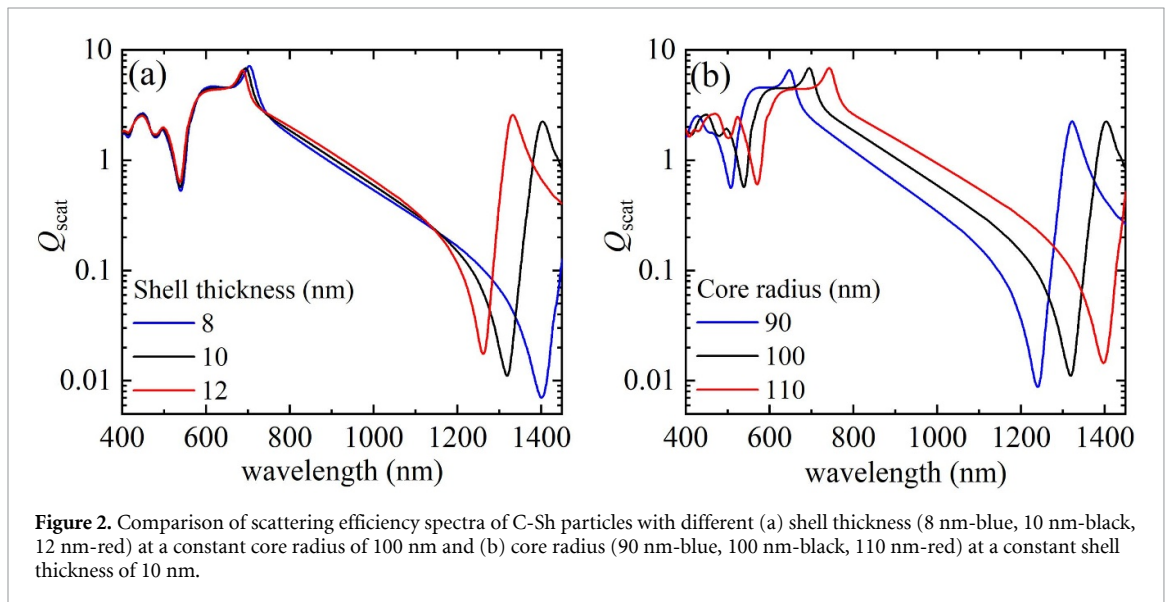 (a)
10
1
0.1
0.01
Qscat
Shell thickness (nm)
8
10
12
400 600 800 1000 1200 1400
wavelength (nm)
(b)
10
1
0.1
0.01
Qscat
Core radius (nm)
90
100
110
400 600 800 1000 1200 1400
wavelength (nm)
Figure 2. Comparison of scattering efficiency spectra of C-Sh particles with different (a) shell thickness (8 nm-blue, 10 nm-black,
12 nm-red) at a constant core radius of 100 nm and (b) core radius (90 nm-blue, 100 nm-black, 110 nm-red) at a constant shell
thickness of 10 nm.